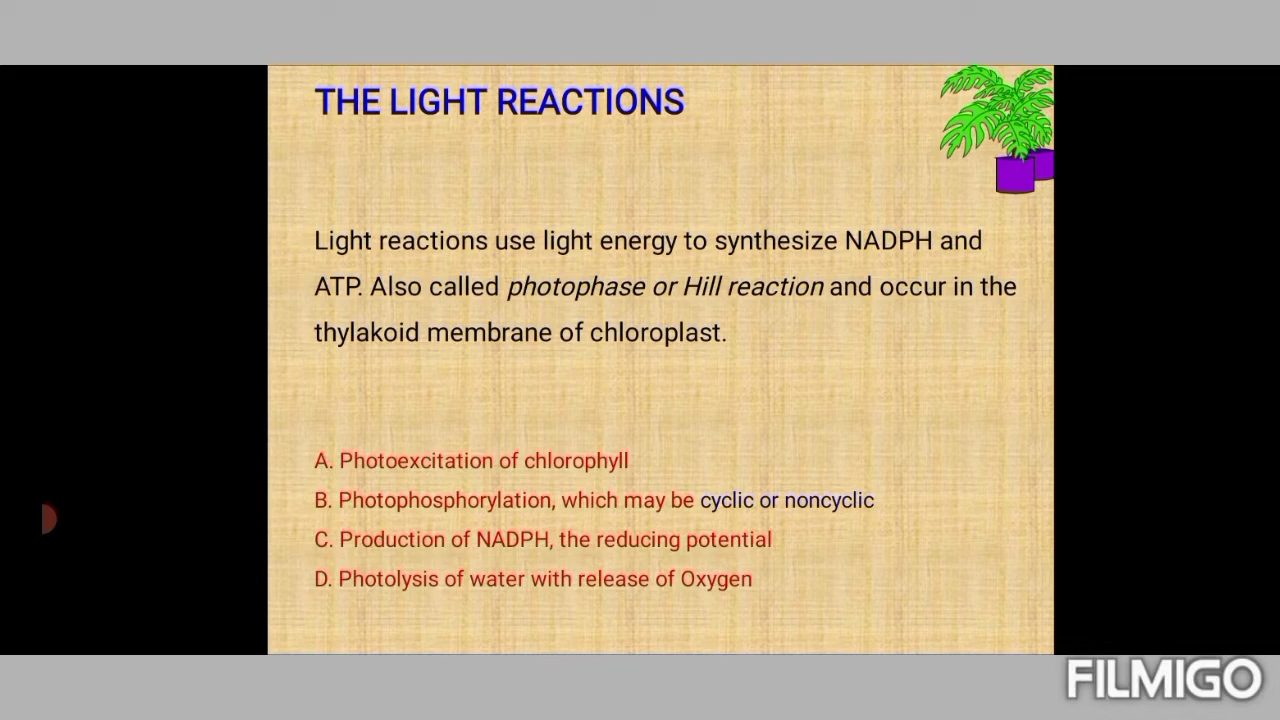 THE LIGHT REACTIONS
Light reactions use light energy to synthesize NADPH and
ATP. Also called photophase or Hill reaction and occur in the
thylakoid membrane of chloroplast.
A. Photoexcitation of chlorophyll
B. Photophosphorylation, which may be cyclic or noncyclic
C. Production of NADPH, the reducing potential
D. Photolysis of water with release of Oxygen
FILMIGO